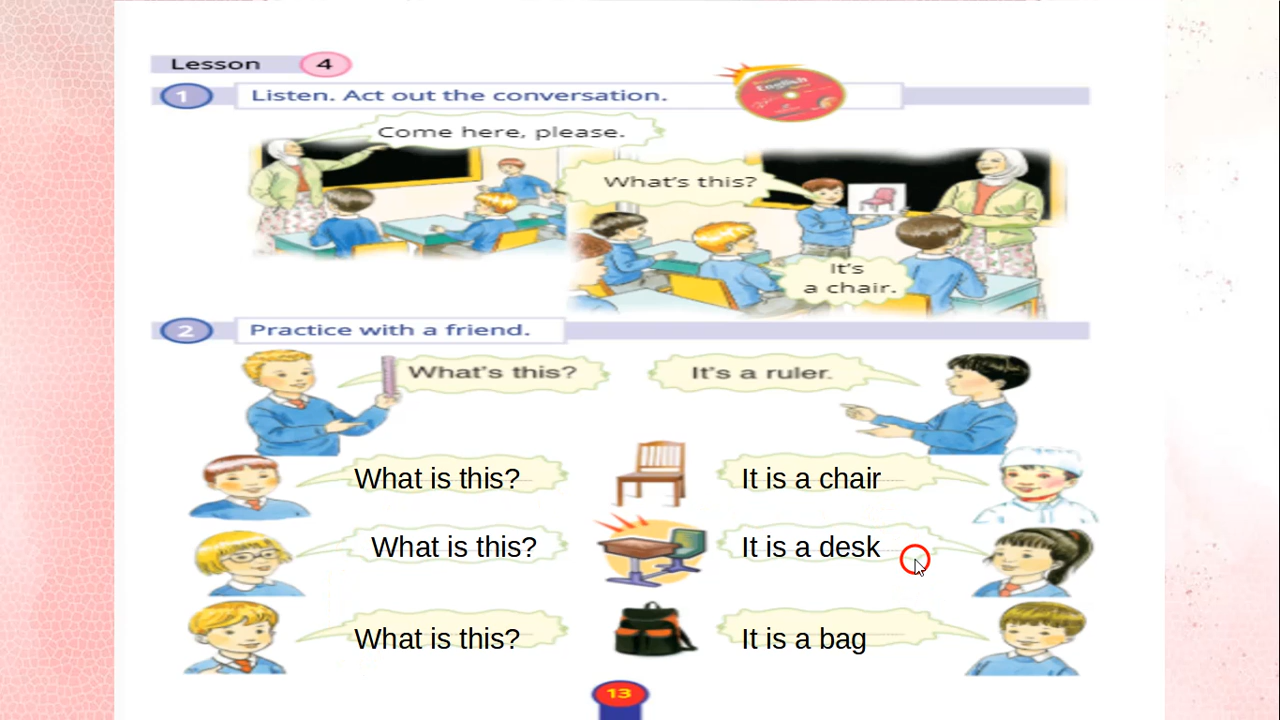 Lesson 4
1 Listen. Act out the conversation.
English
Come here, please.
What's this?
It's
a chair.
2 Practice with a friend.
What's this? It's a ruler.
What is this? It is a chair
What is this? It is a desk
What is this? It is a bag
13